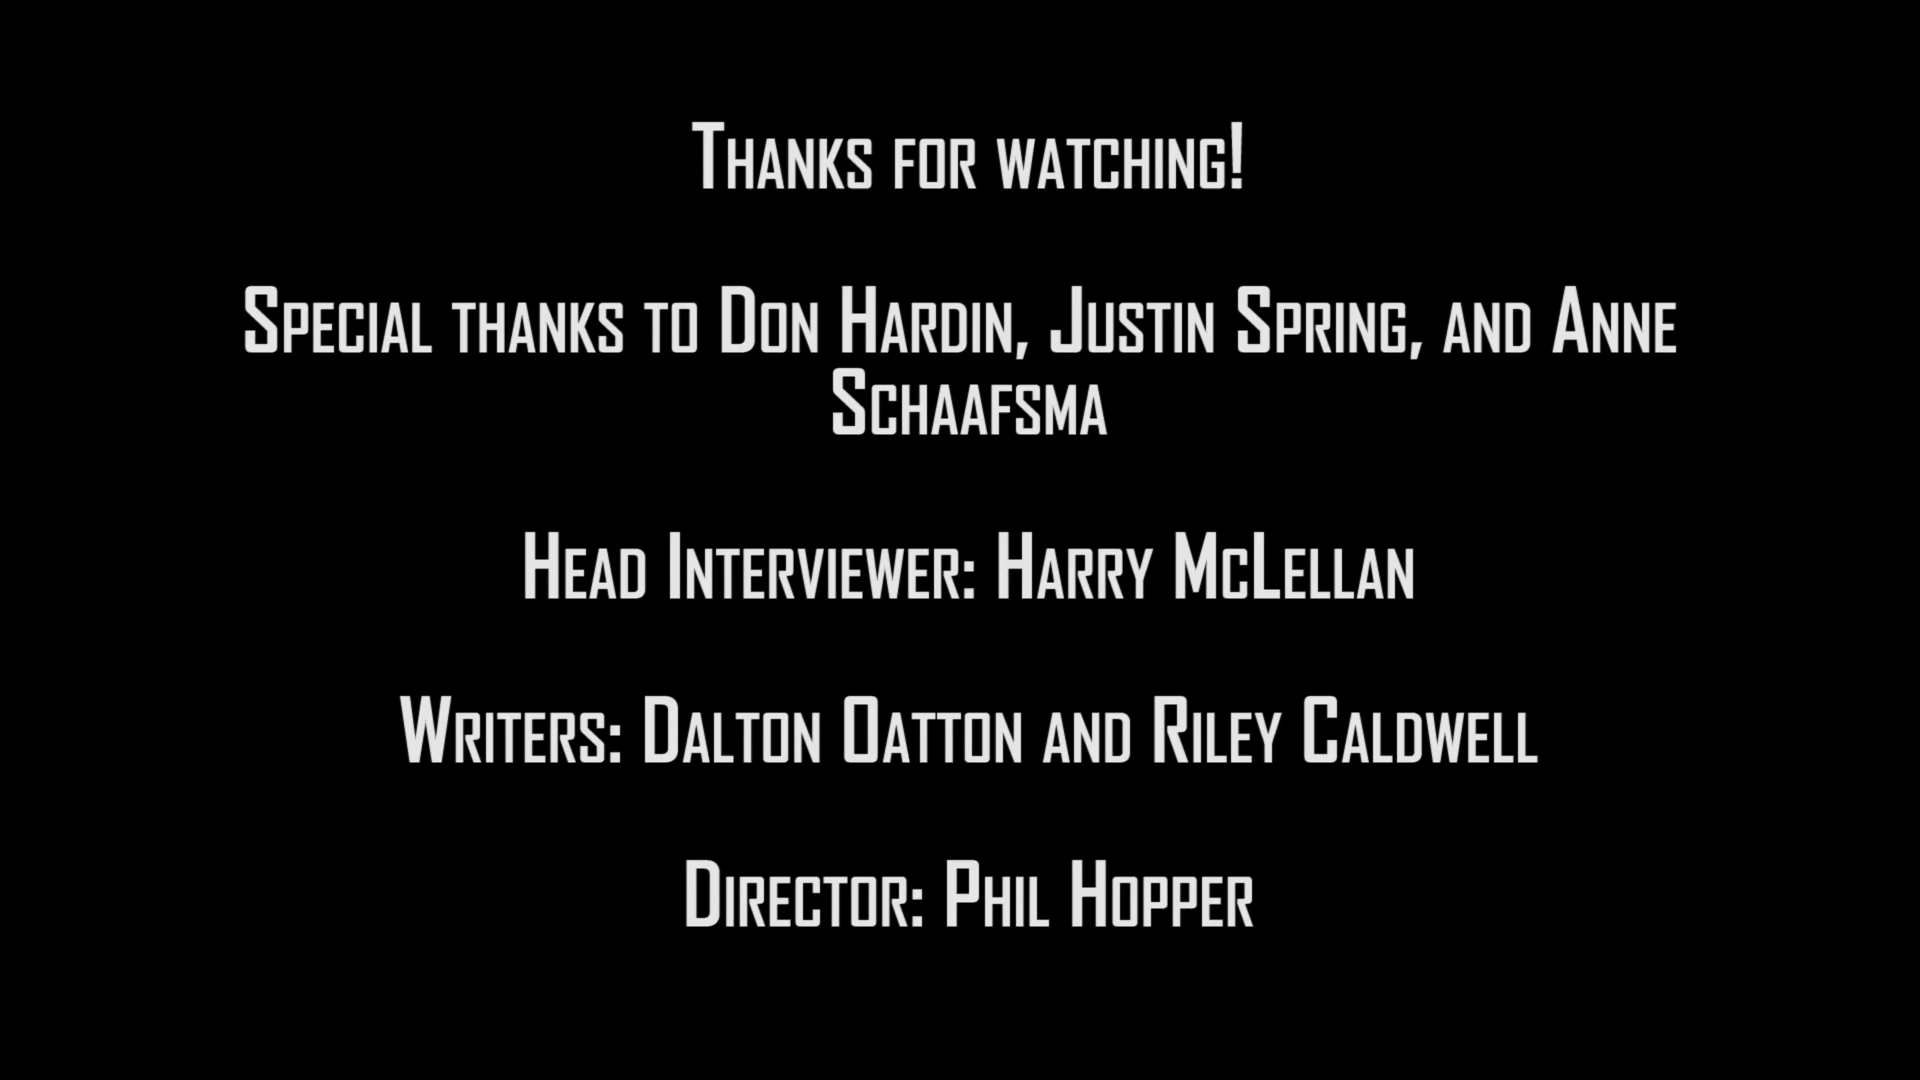 Thanks for watching!
Special thanks to Don Hardin, Justin Spring, and Anne
Schaafsma
Head Interviewer: Harry McLellan
Writers: Dalton Oatton and Riley Caldwell
Director: Phil Hopper